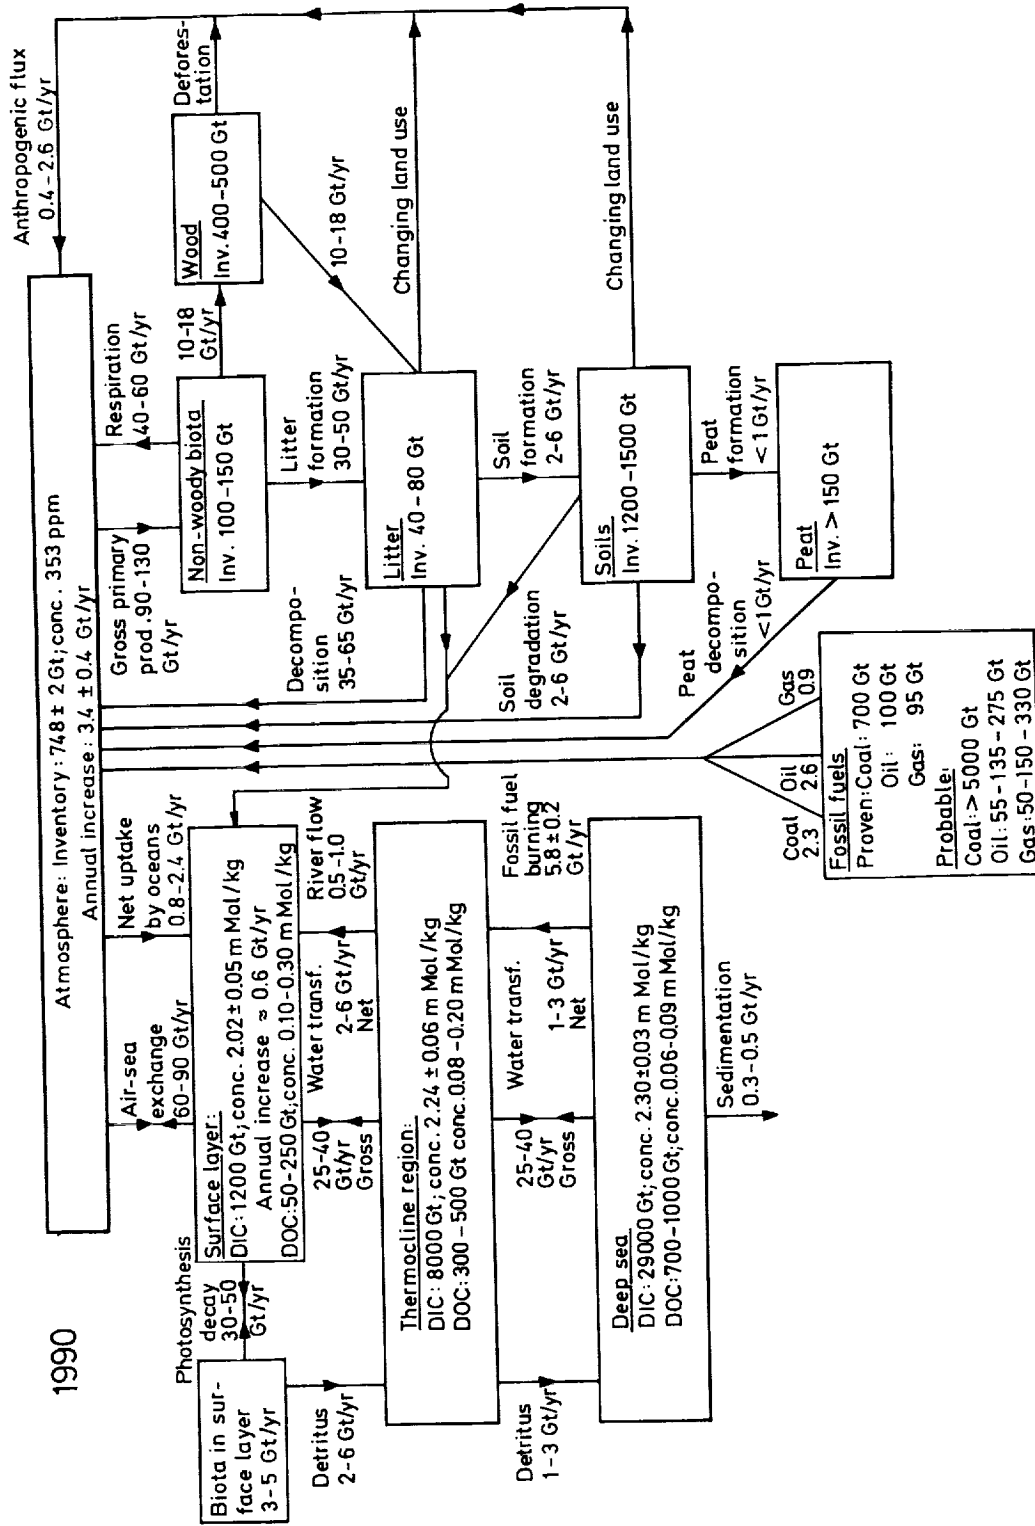 1990
Atmosphere: Inventory: 748 ± 2 Gt; conc. 353 ppm
Annual increase: 3.4 ± 0.4 Gt/yr
Anthropogenic flux
0.4-2.6 Gt/yr
Air-sea
exchange
60-90 Gt/yr
Net uptake
by oceans
0.8-2.4 Gt/yr
Gross primary
prod. 90-130
Gt/yr
Respiration
40-60 Gt/yr
Photosynthesis
decay
30-50
Gt/yr
Biota in sur-
face layer
3-5 Gt/yr
Surface layer:
DIC: 1200 Gt; conc. 2.02 ± 0.05 m Mol/kg
Annual increase ≈ 0.6 Gt/yr
DOC: 50-250 Gt; conc. 0.10-0.30 m Mol/kg
Non-woody biota
Inv. 100-150 Gt
10-18
Gt/yr
Wood
Inv. 400-500 Gt
Defores-
tation
Detritus
2-6 Gt/yr
25-40
Gt/yr
Gross
Water transf.
2-6 Gt/yr
Net
River flow
0.5-1.0
Gt/yr
Decompo-
sition
35-65 Gt/yr
Litter
formation
30-50 Gt/yr
10-18 Gt/yr
Thermocline region:
DIC: 8000 Gt; conc. 2.24 ± 0.06 m Mol/kg
DOC: 300-500 Gt conc. 0.08-0.20 m Mol/kg
Litter
Inv. 40-80 Gt
Changing land use
Detritus
1-3 Gt/yr
25-40
Gt/yr
Gross
Water transf.
1-3 Gt/yr
Net
Fossil fuel
burning
5.8 ± 0.2
Gt/yr
Soil
degradation
2-6 Gt/yr
Soil
formation
2-6 Gt/yr
Deep sea
DIC: 29000 Gt; conc. 2.30 ± 0.03 m Mol/kg
DOC: 700-1000 Gt; conc. 0.06-0.09 m Mol/kg
Soils
Inv. 1200-1500 Gt
Changing land use
Sedimentation
0.3-0.5 Gt/yr
Peat
decompo-
sition
<1 Gt/yr
Peat
formation
<1 Gt/yr
Peat
Inv. > 150 Gt
Coal
2.3
Oil
2.6
Gas
0.9
Fossil fuels
Proven: Coal: 700 Gt
Oil: 100 Gt
Gas: 95 Gt
Probable:
Coal: > 5000 Gt
Oil: 55-135-275 Gt
Gas: 50-150-330 Gt